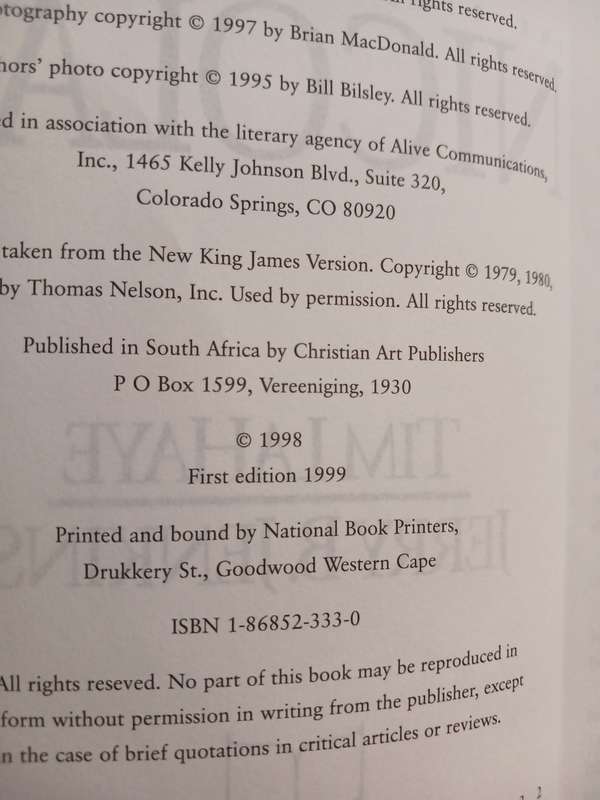 rights reserved.
otography copyright © 1997 by Brian MacDonald. All rights reserved.
hors' photo copyright © 1995 by Bill Bilsley. All rights reserved.
d in association with the literary agency of Alive Communications,
Inc., 1465 Kelly Johnson Blvd., Suite 320,
Colorado Springs, CO 80920
taken from the New King James Version. Copyright © 1979, 1980,
by Thomas Nelson, Inc. Used by permission. All rights reserved.
Published in South Africa by Christian Art Publishers
P O Box 1599, Vereeniging, 1930
© 1998
First edition 1999
Printed and bound by National Book Printers,
Drukkery St., Goodwood Western Cape
ISBN 1-86852-333-0
All rights reseved. No part of this book may be reproduced in
form without permission in writing from the publisher, except
n the case of brief quotations in critical articles or reviews.